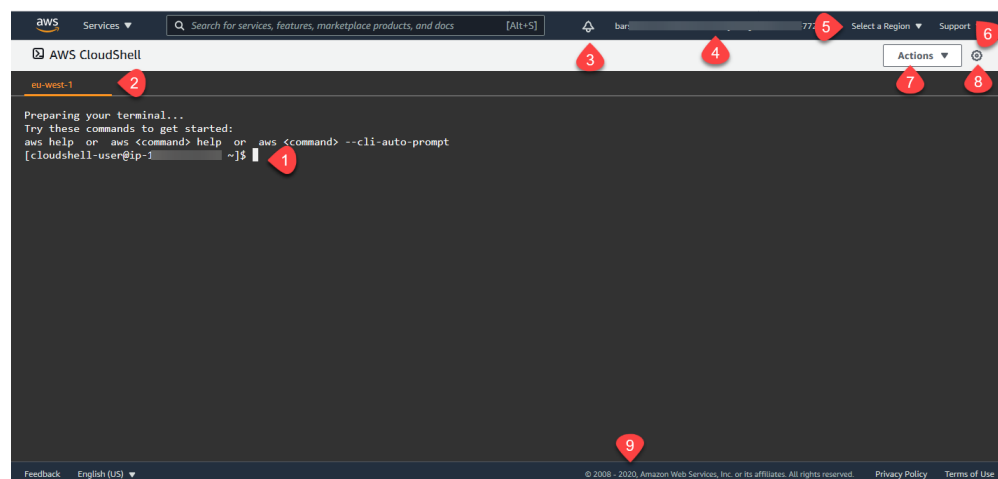 aws Services ▼ Search for services, features, marketplace products, and docs [Alt+S] Select a Region ▼ Support
AWS CloudShell Actions ▼
3 4 5 6
7 8
eu-west-1 2
Preparing your terminal...
Try these commands to get started:
aws help or aws <command> help or aws <command> --cli-auto-prompt
[cloudshell-user@ip-1 ~]$ 1
9
Feedback English (US) ▼ © 2008 - 2020, Amazon Web Services, Inc. or its affiliates. All rights reserved. Privacy Policy Terms of Use